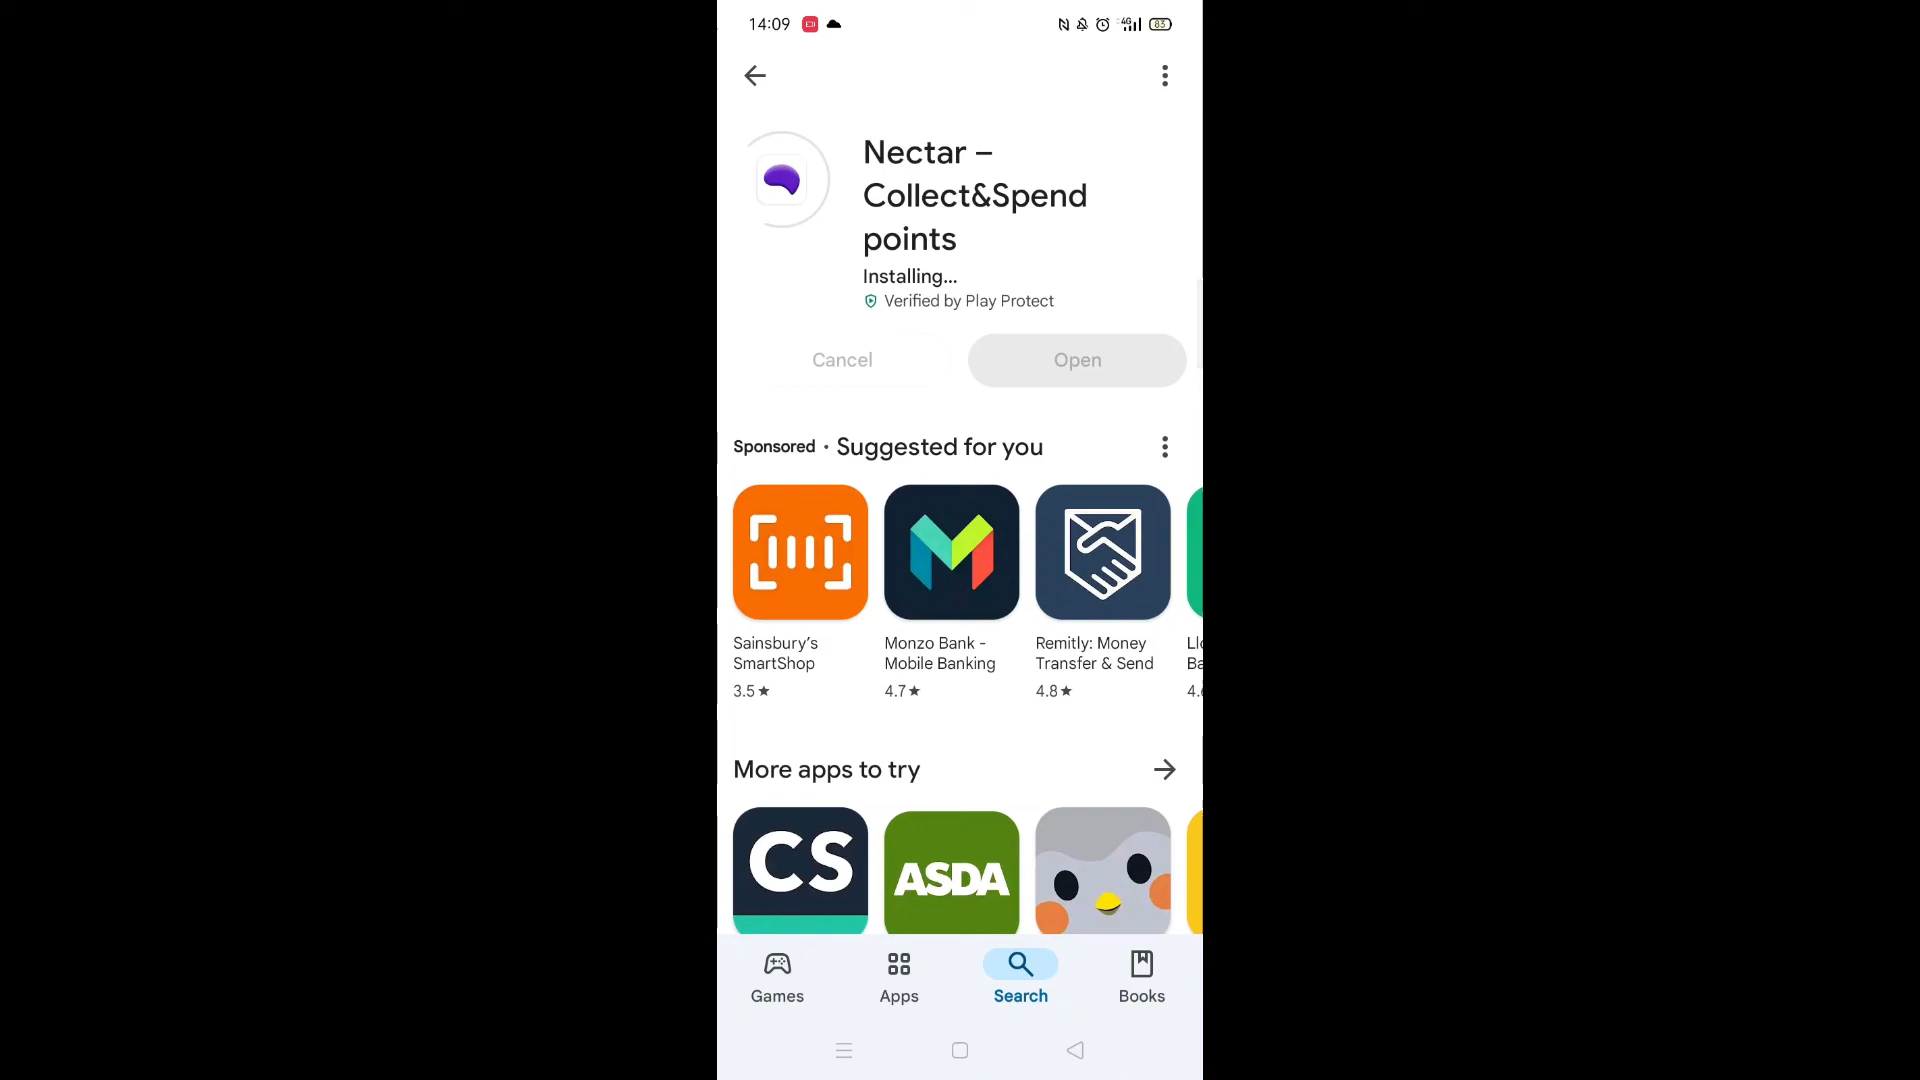 14:09
4G
83
Nectar –
Collect&Spend
points
Installing...
Verified by Play Protect
Cancel
Open
Sponsored • Suggested for you
Sainsbury's
SmartShop
3.5★
Monzo Bank -
Mobile Banking
4.7★
Remitly: Money
Transfer & Send
4.8★
More apps to try
CS
ASDA
Games
Apps
Search
Books